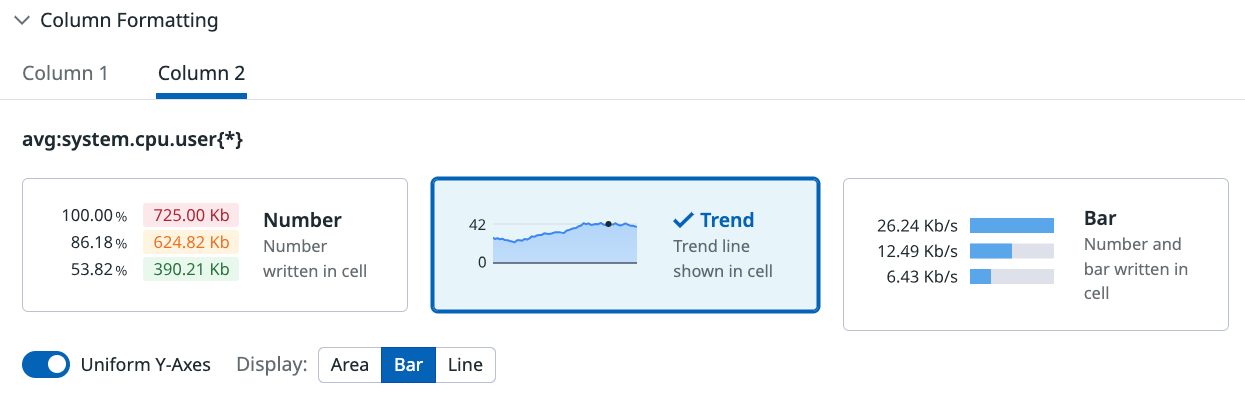 Column Formatting
Column 1
Column 2
avg:system.cpu.user{*}
100.00 %
725.00 Kb
86.18 %
624.82 Kb
53.82 %
390.21 Kb
Number
Number
written in cell
42
0
Trend
Trend line
shown in cell
26.24 Kb/s
12.49 Kb/s
6.43 Kb/s
Bar
Number and
bar written in
cell
Uniform Y-Axes
Display:
Area
Bar
Line